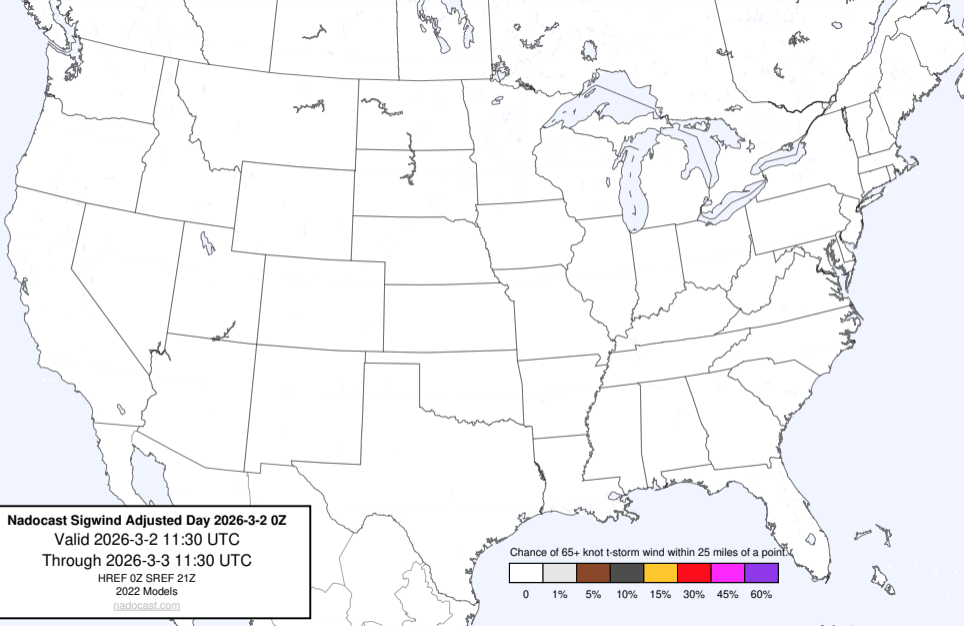 Nadocast Sigwind Adjusted Day 2026-3-2 0Z
Valid 2026-3-2 11:30 UTC
Through 2026-3-3 11:30 UTC
HREF 0Z SREF 21Z
2022 Models
nadocast.com
Chance of 65+ knot t-storm wind within 25 miles of a point.
0 1% 5% 10% 15% 30% 45% 60%